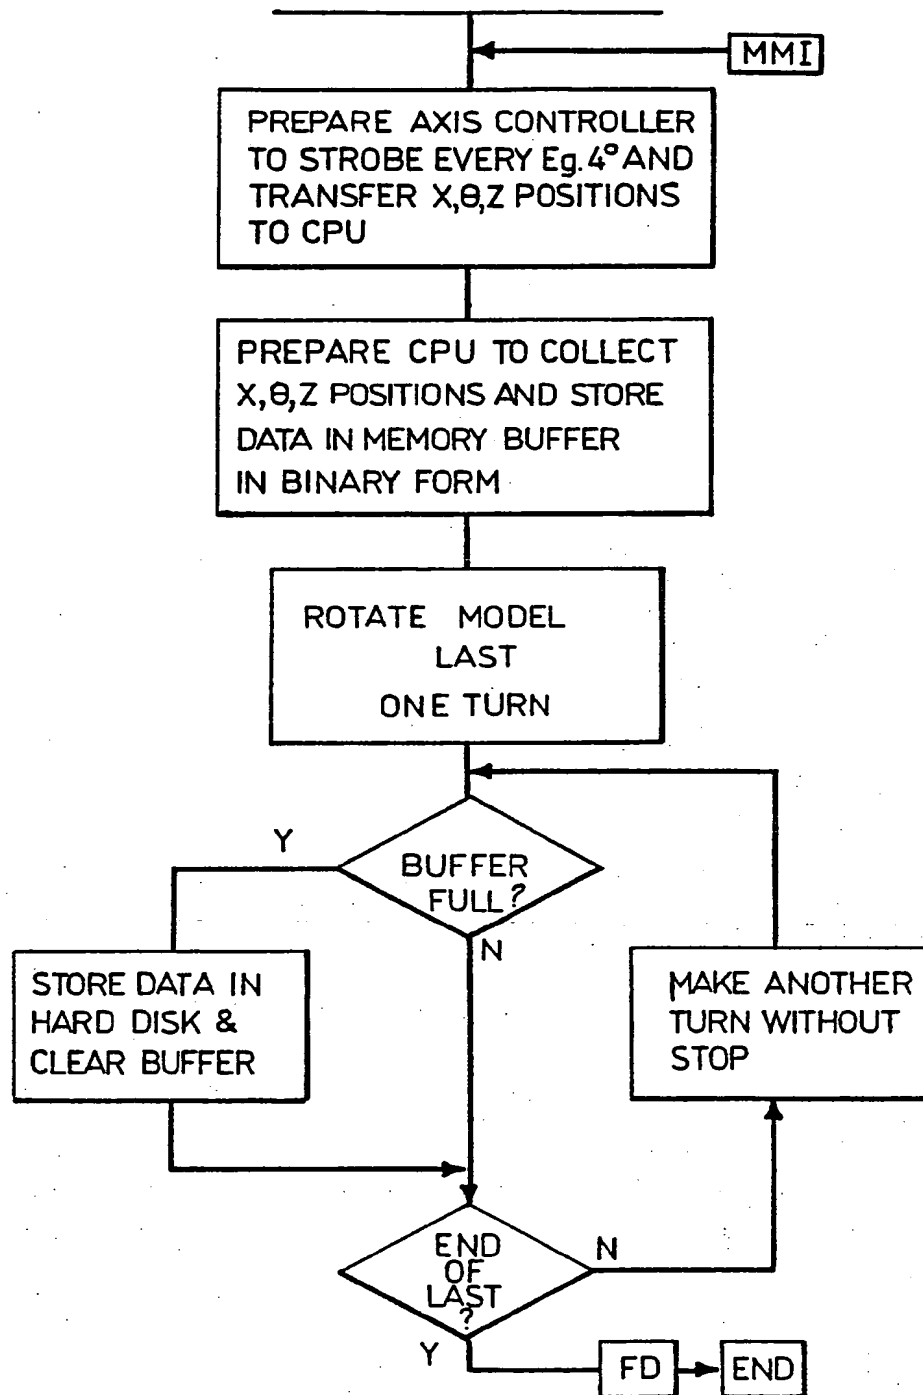 MMI
PREPARE AXIS CONTROLLER
TO STROBE EVERY Eg. 4° AND
TRANSFER X,θ,Z POSITIONS
TO CPU
PREPARE CPU TO COLLECT
X,θ,Z POSITIONS AND STORE
DATA IN MEMORY BUFFER
IN BINARY FORM
ROTATE MODEL
LAST
ONE TURN
Y
BUFFER
FULL?
N
STORE DATA IN
HARD DISK &
CLEAR BUFFER
MAKE ANOTHER
TURN WITHOUT
STOP
END
OF
LAST
?
N
Y
FD
END